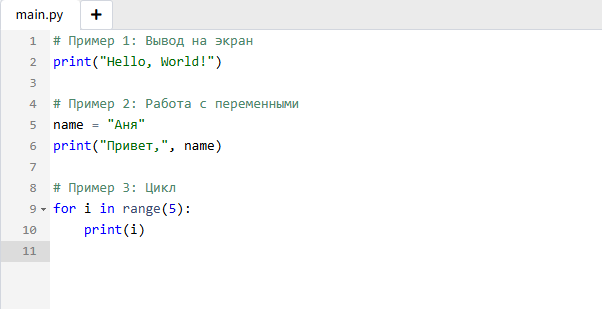 main.py +
1 # Пример 1: Вывод на экран
2 print("Hello, World!")
3
4 # Пример 2: Работа с переменными
5 name = "Аня"
6 print("Привет,", name)
7
8 # Пример 3: Цикл
9 for i in range(5):
10     print(i)
11